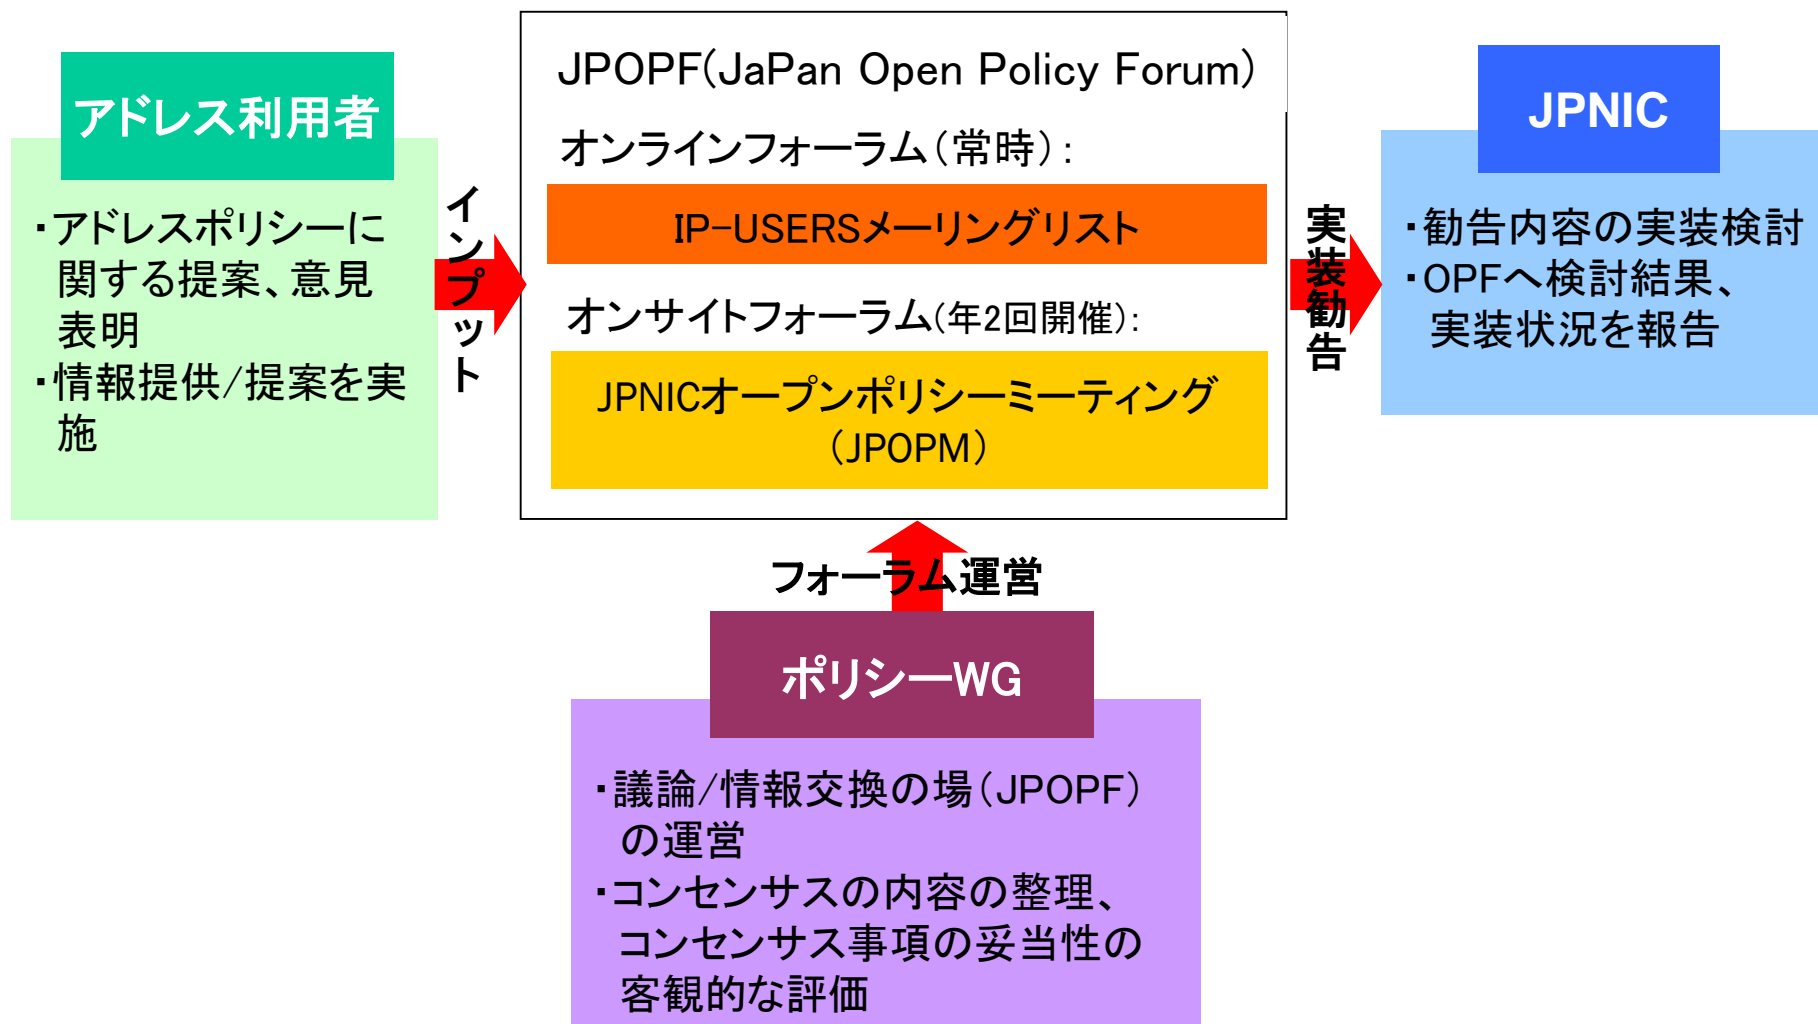 アドレス利用者
・アドレスポリシーに
関する提案、意見
表明
・情報提供/提案を実
施
インプット
JPOPF(JaPan Open Policy Forum)
オンラインフォーラム（常時）:
IP-USERSメーリングリスト
オンサイトフォーラム(年2回開催):
JPNICオープンポリシーミーティング
（JPOPM）
実装勧告
JPNIC
・勧告内容の実装検討
・OPFへ検討結果、
実装状況を報告
フォーラム運営
ポリシーWG
・議論/情報交換の場（JPOPF）
の運営
・コンセンサスの内容の整理、
コンセンサス事項の妥当性の
客観的な評価